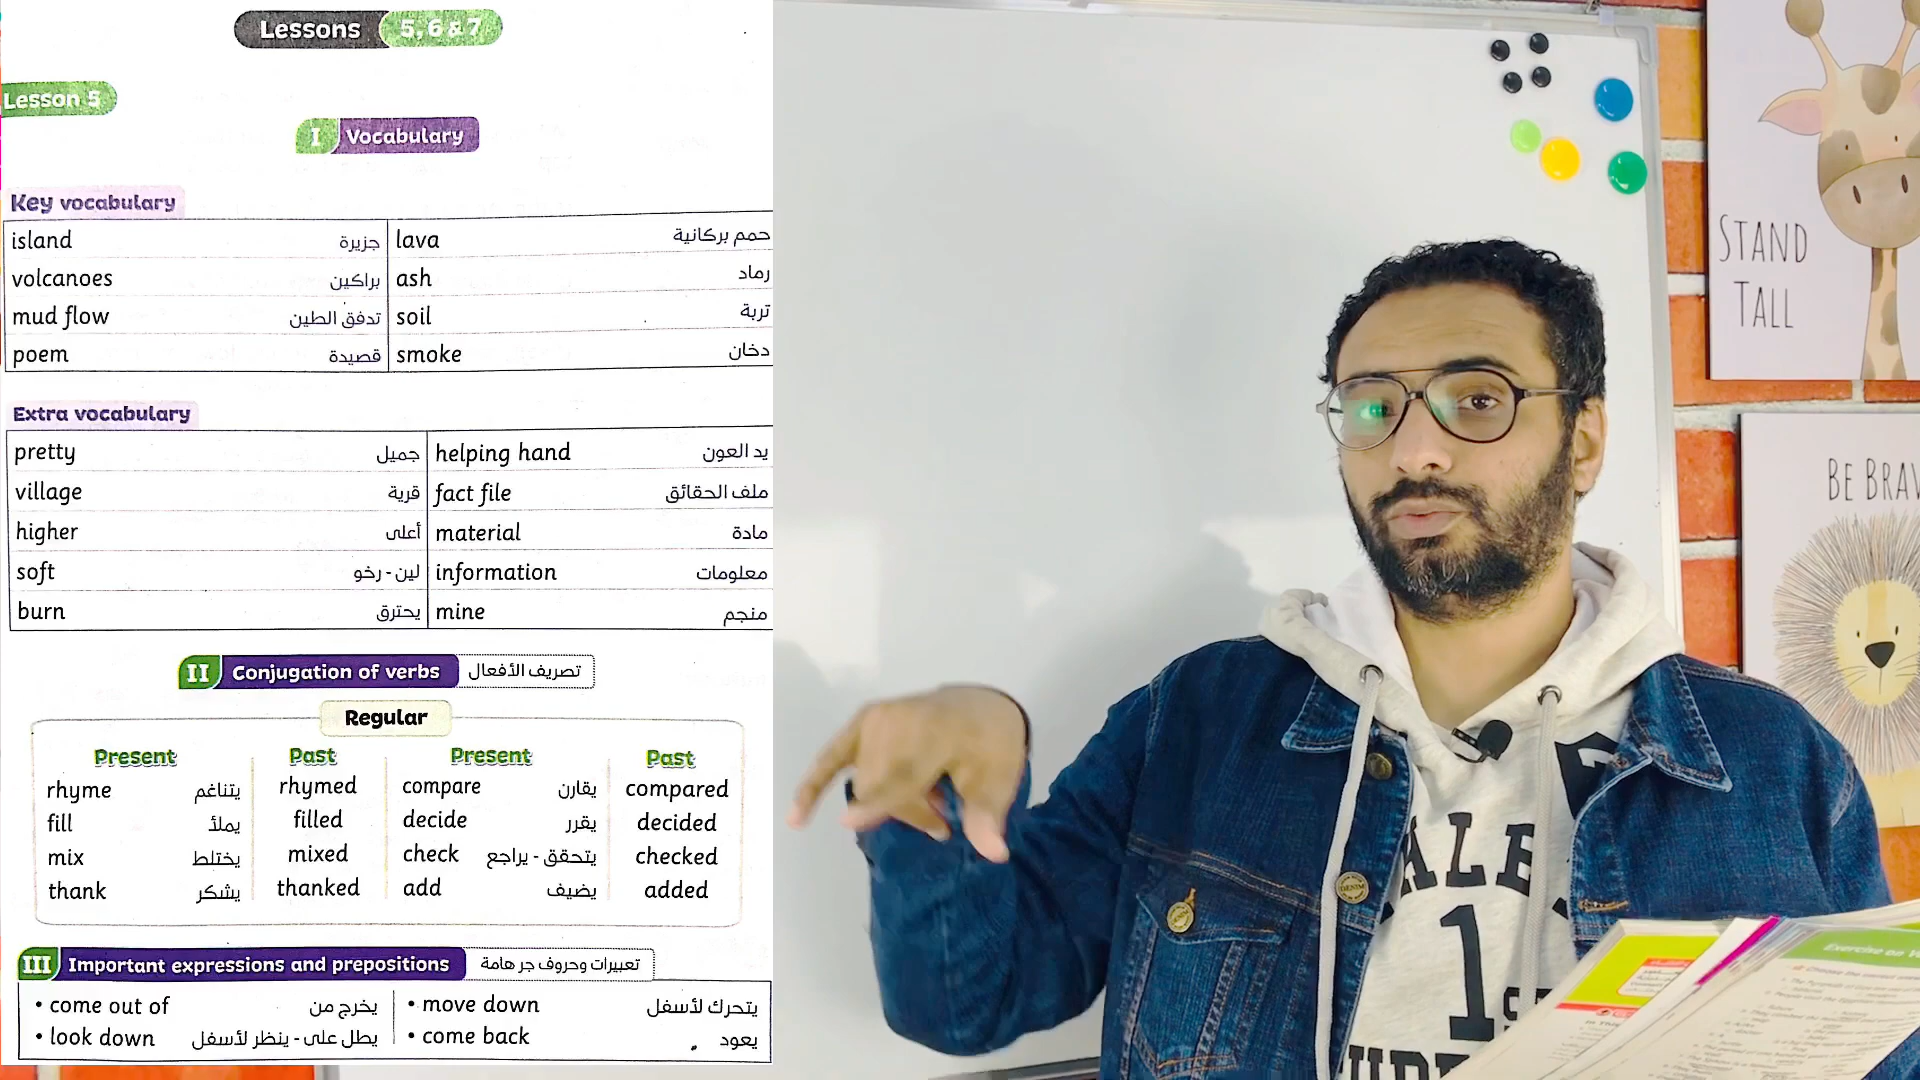 Lessons 5, 6 & 7
Lesson 5
I Vocabulary
Key vocabulary
island جزيرة lava حمم بركانية
volcanoes براكين ash رماد
mud flow تدفق الطين soil تربة
poem قصيدة smoke دخان
Extra vocabulary
pretty جميل helping hand يد العون
village قرية fact file ملف الحقائق
higher أعلى material مادة
soft لين - رخو information معلومات
burn يحترق mine منجم
II Conjugation of verbs تصريف الأفعال
Regular
Present Past Present Past
rhyme يتناغم rhymed compare يقارن compared
fill يملأ filled decide يقرر decided
mix يختلط mixed check يتحقق - يراجع checked
thank يشكر thanked add يضيف added
III Important expressions and prepositions تعبيرات وحروف جر هامة
• come out of يخرج من • move down يتحرك لأسفل
• look down يطل على - ينظر لأسفل • come back يعود
STAND
TALL
BE BRAV
DENIM
1